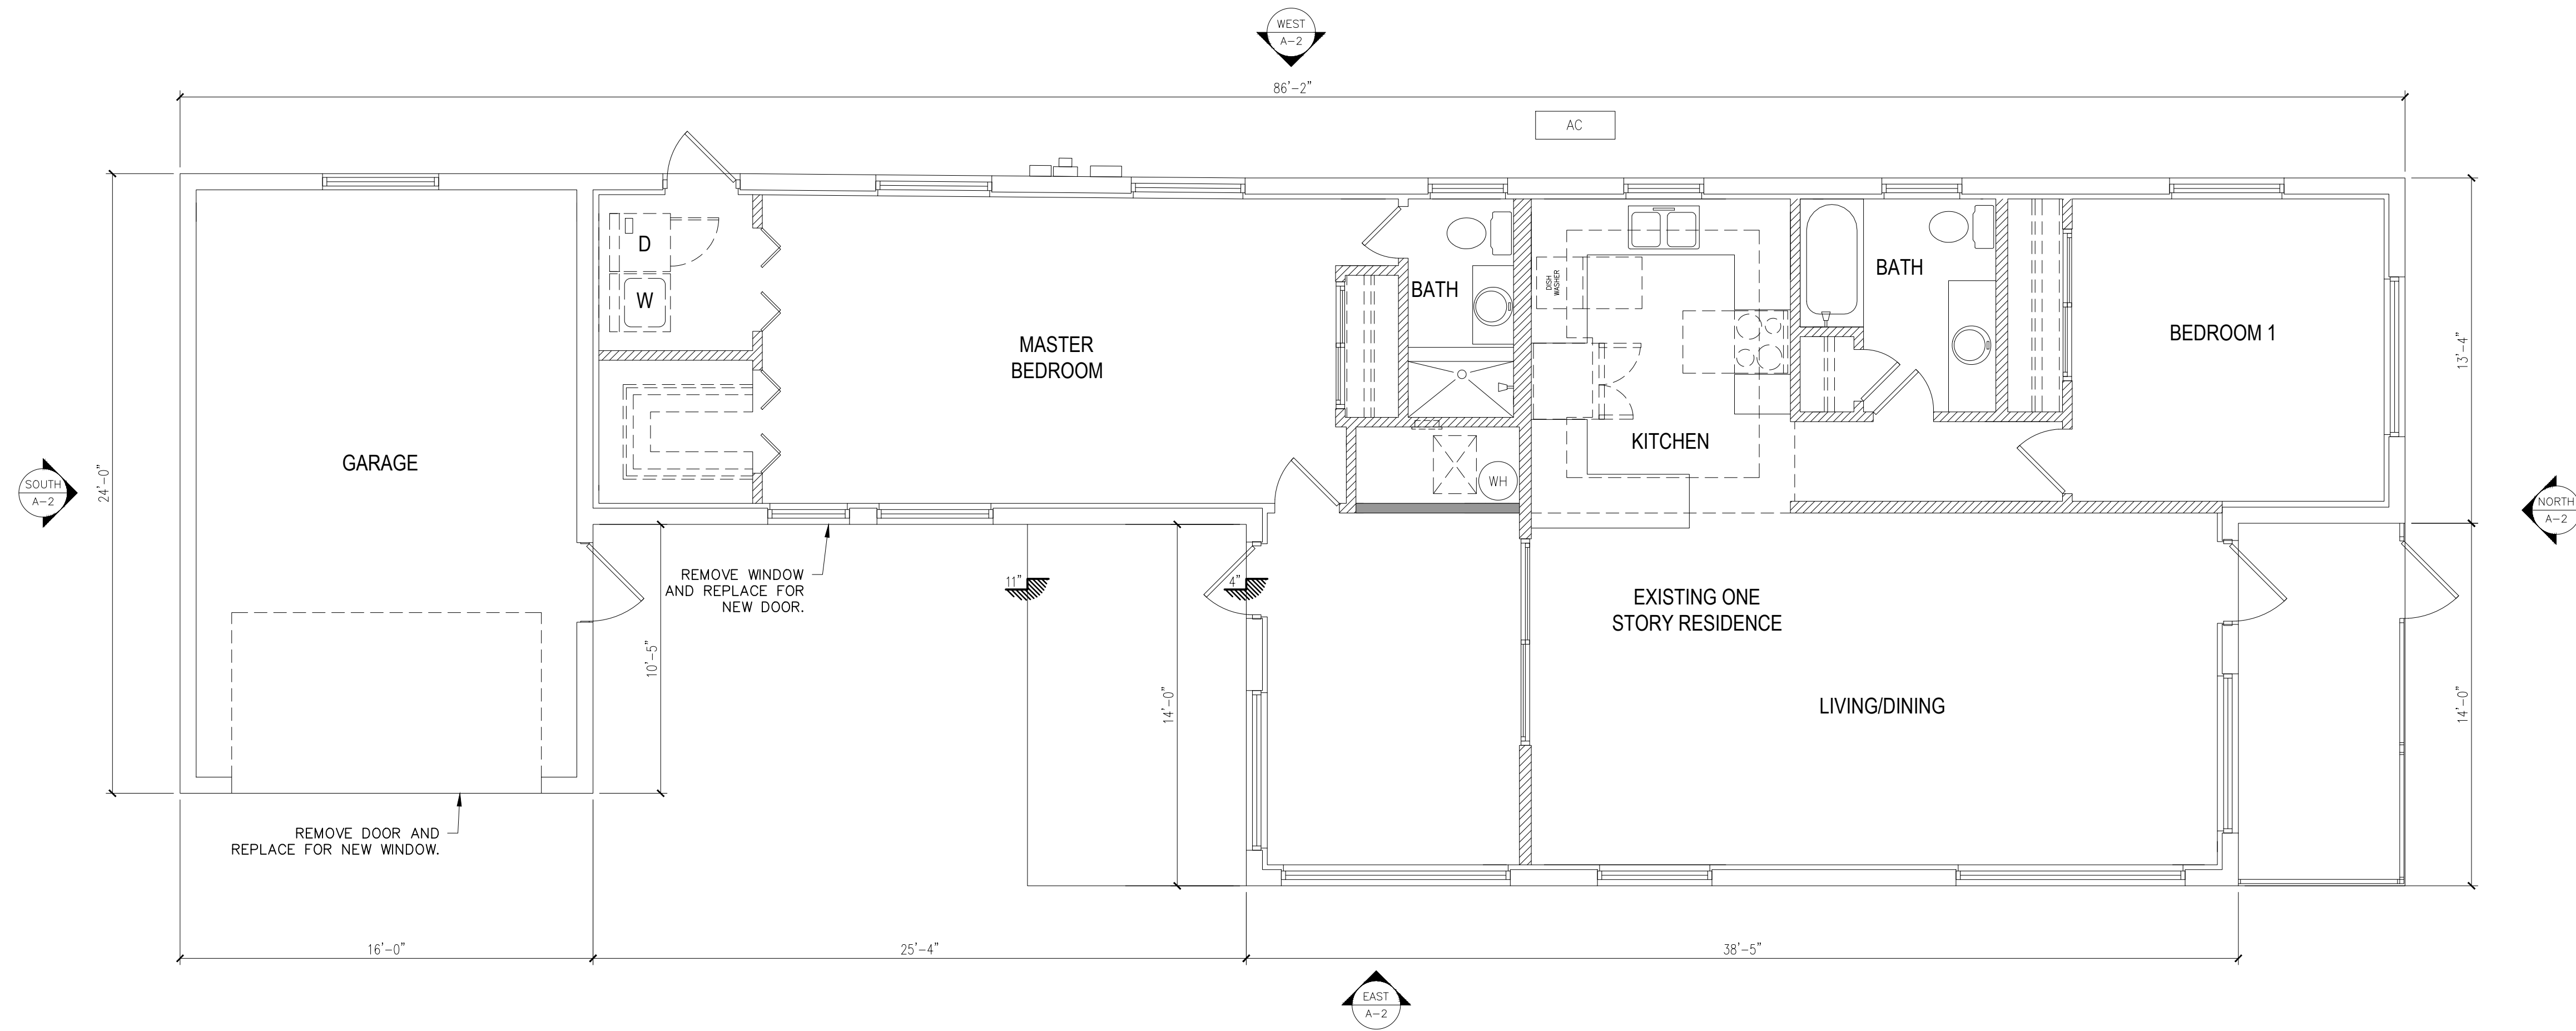 WEST
A-2
86'-2"
AC
D
W
BATH
DISH
WASHER
BATH
MASTER
BEDROOM
BEDROOM 1
13'-4"
GARAGE
KITCHEN
WH
24'-0"
SOUTH
A-2
NORTH
A-2
REMOVE WINDOW
AND REPLACE FOR
NEW DOOR.
11"
4"
EXISTING ONE
STORY RESIDENCE
10'-5"
14'-0"
LIVING/DINING
14'-0"
REMOVE DOOR AND
REPLACE FOR NEW WINDOW.
16'-0"
25'-4"
38'-5"
EAST
A-2